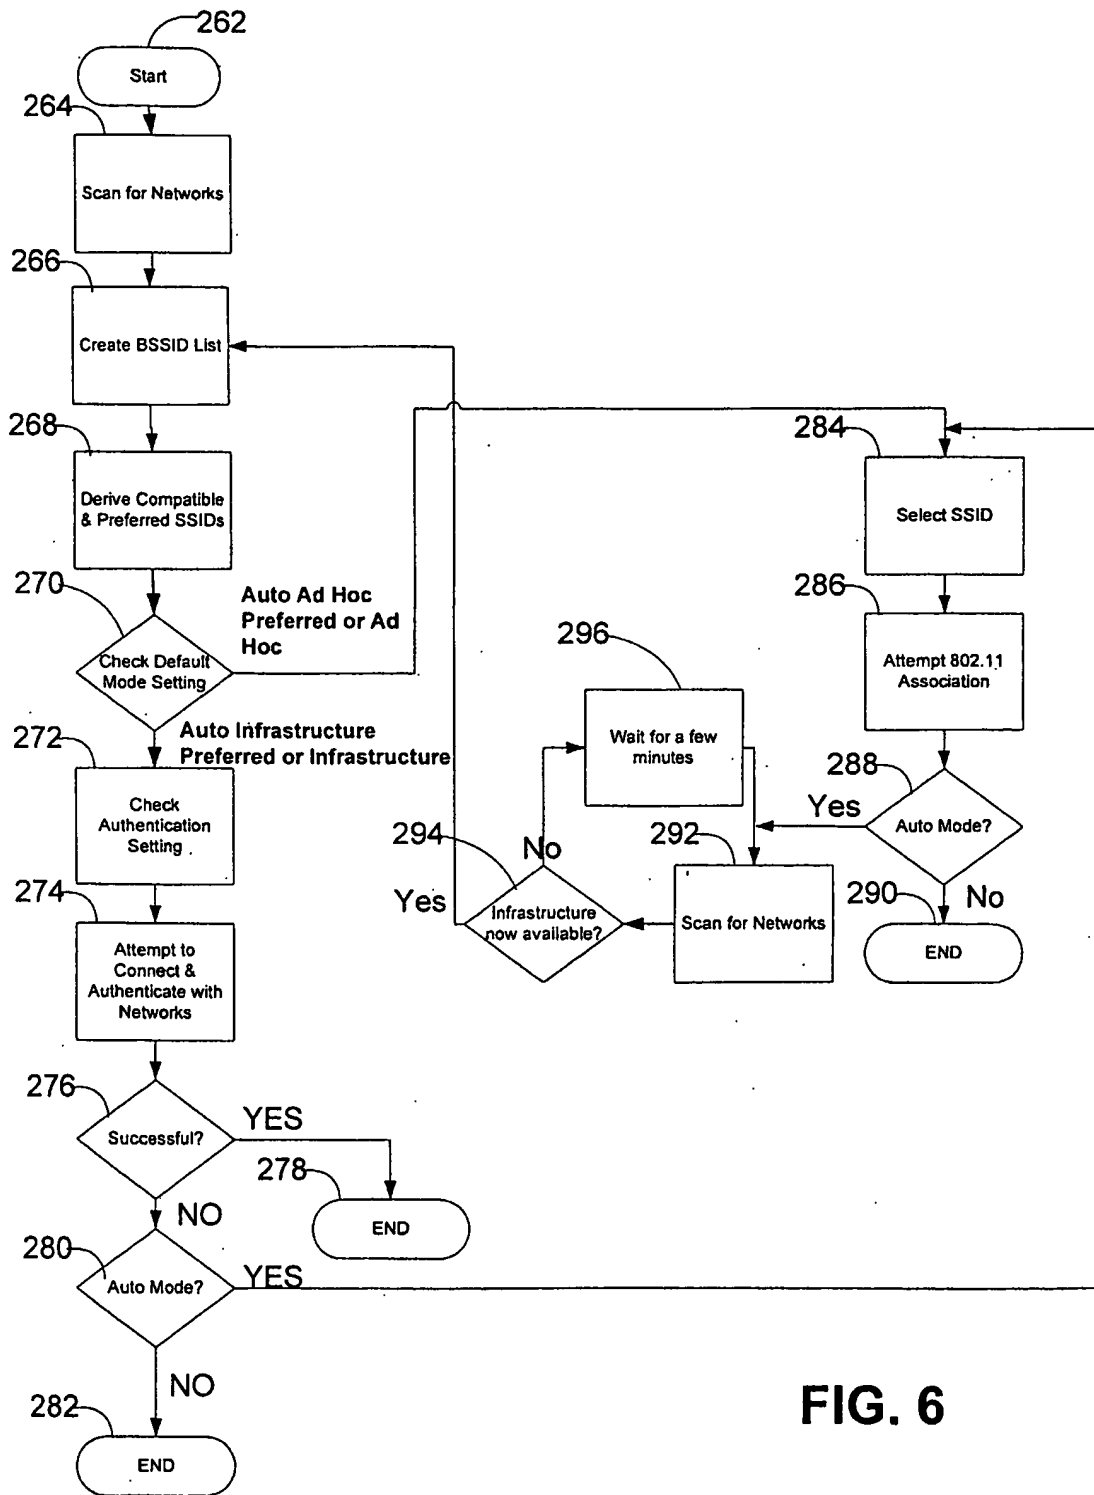 262
Start
264
Scan for Networks
266
Create BSSID List
268
Derive Compatible
& Preferred SSIDs
270
Auto Ad Hoc
Preferred or Ad
Hoc
Check Default
Mode Setting
Auto Infrastructure
Preferred or Infrastructure
272
Check
Authentication
Setting
274
Attempt to
Connect &
Authenticate with
Networks
276
Successful?
YES
278
END
NO
280
Auto Mode?
YES
NO
282
END
284
Select SSID
286
Attempt 802.11
Association
288
Auto Mode?
Yes
No
290
END
296
Wait for a few
minutes
292
Scan for Networks
294
No
Infrastructure
now available?
Yes
FIG. 6